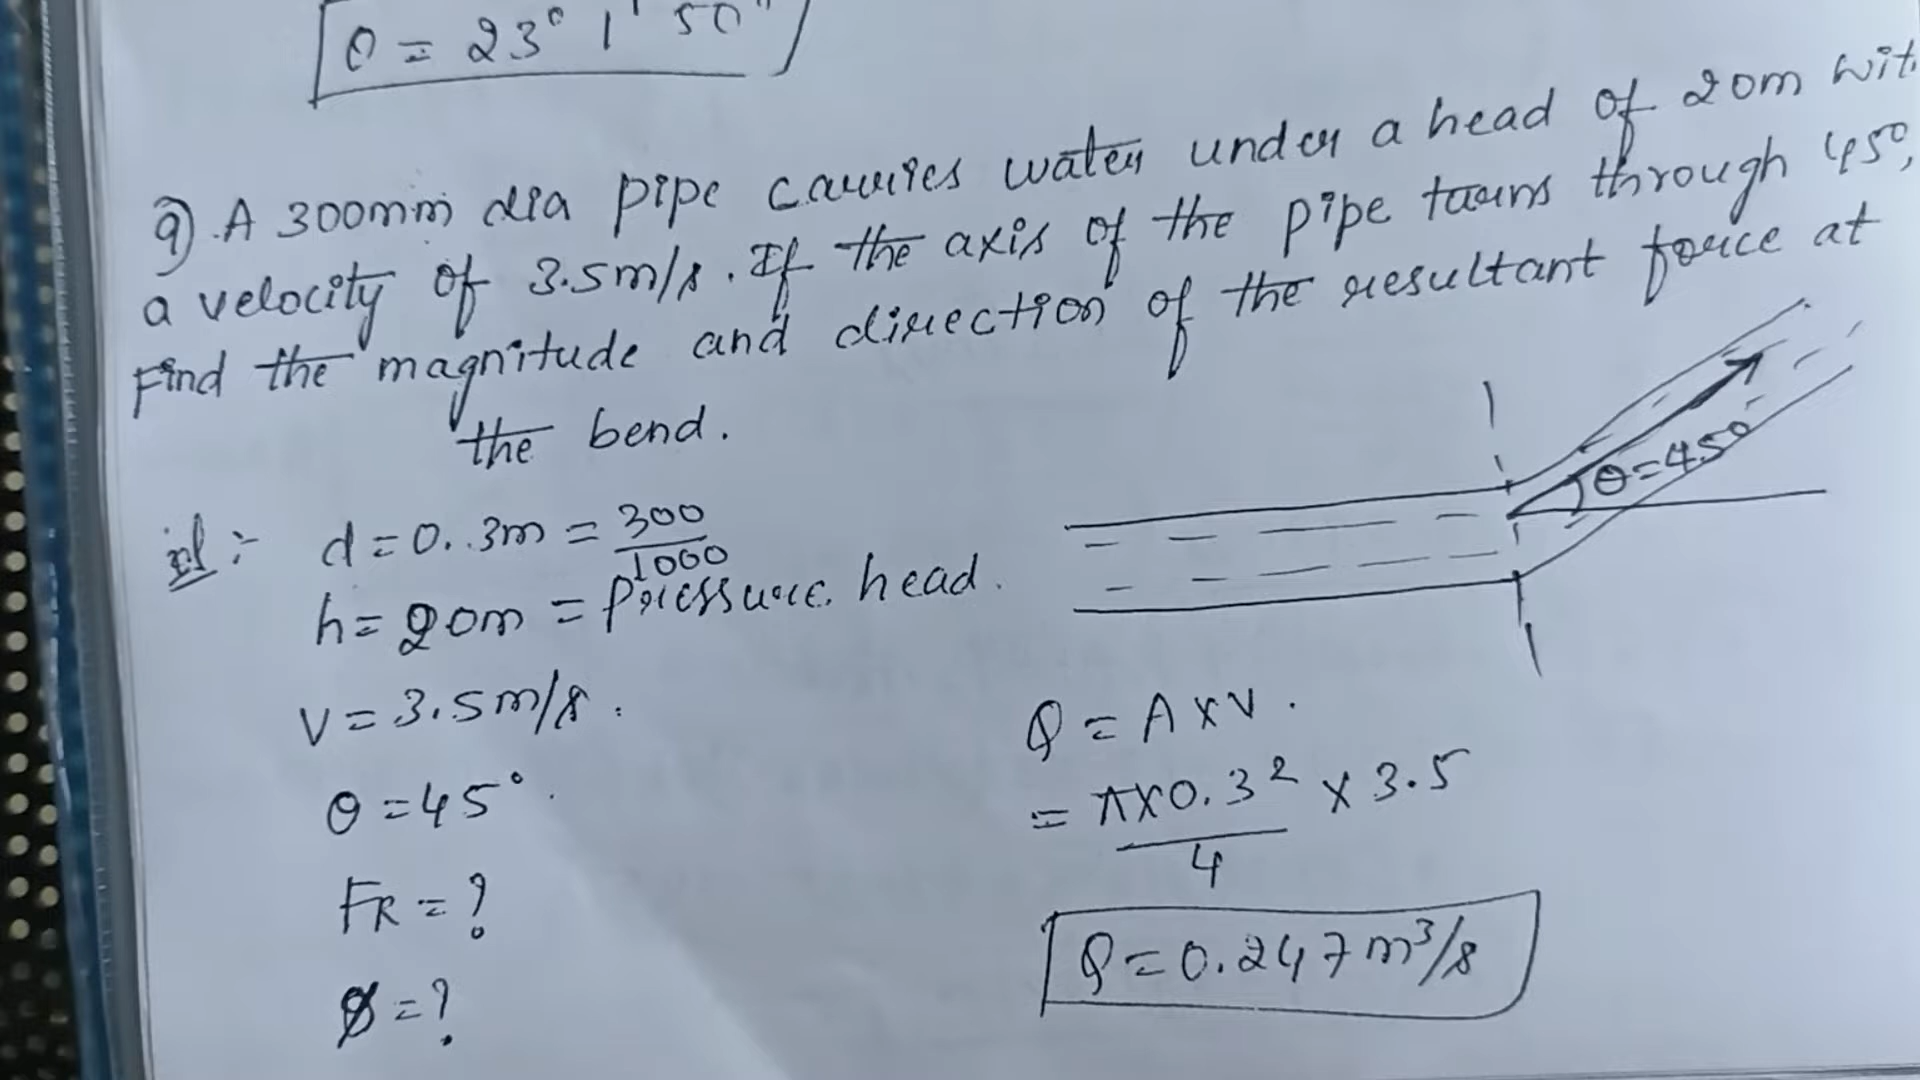 θ = 23° 1' 50"
9) A 300mm dia pipe carries water under a head of 20m wit
a velocity of 3.5m/s. If the axis of the pipe turns through 45°,
Find the magnitude and direction of the resultant force at
the bend.
θ=45°
d = 0.3m = 300/1000
h = 20m = Pressure head.
V = 3.5m/s.
θ = 45°.
FR = ?
Ø = ?
Q = A x V.
= π x 0.3² / 4 x 3.5
Q = 0.247 m³/s